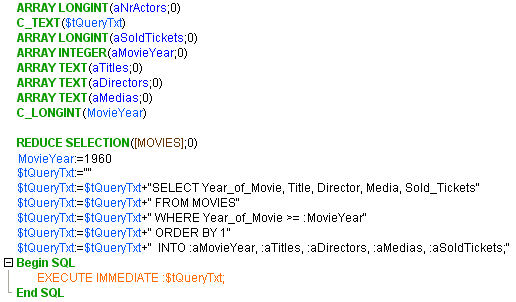 ARRAY LONGINT(aNrActors;0)
C_TEXT($tQueryTxt)
ARRAY LONGINT(aSoldTickets;0)
ARRAY INTEGER(aMovieYear;0)
ARRAY TEXT(aTitles;0)
ARRAY TEXT(aDirectors;0)
ARRAY TEXT(aMedias;0)
C_LONGINT(MovieYear)
REDUCE SELECTION([MOVIES];0)
MovieYear:=1960
$tQueryTxt:=""
$tQueryTxt:=$tQueryTxt+"SELECT Year_of_Movie, Title, Director, Media, Sold_Tickets"
$tQueryTxt:=$tQueryTxt+" FROM MOVIES"
$tQueryTxt:=$tQueryTxt+" WHERE Year_of_Movie >= :MovieYear"
$tQueryTxt:=$tQueryTxt+" ORDER BY 1"
$tQueryTxt:=$tQueryTxt+"  INTO :aMovieYear, :aTitles, :aDirectors, :aMedias, :aSoldTickets;"
Begin SQL
EXECUTE IMMEDIATE :$tQueryTxt;
End SQL